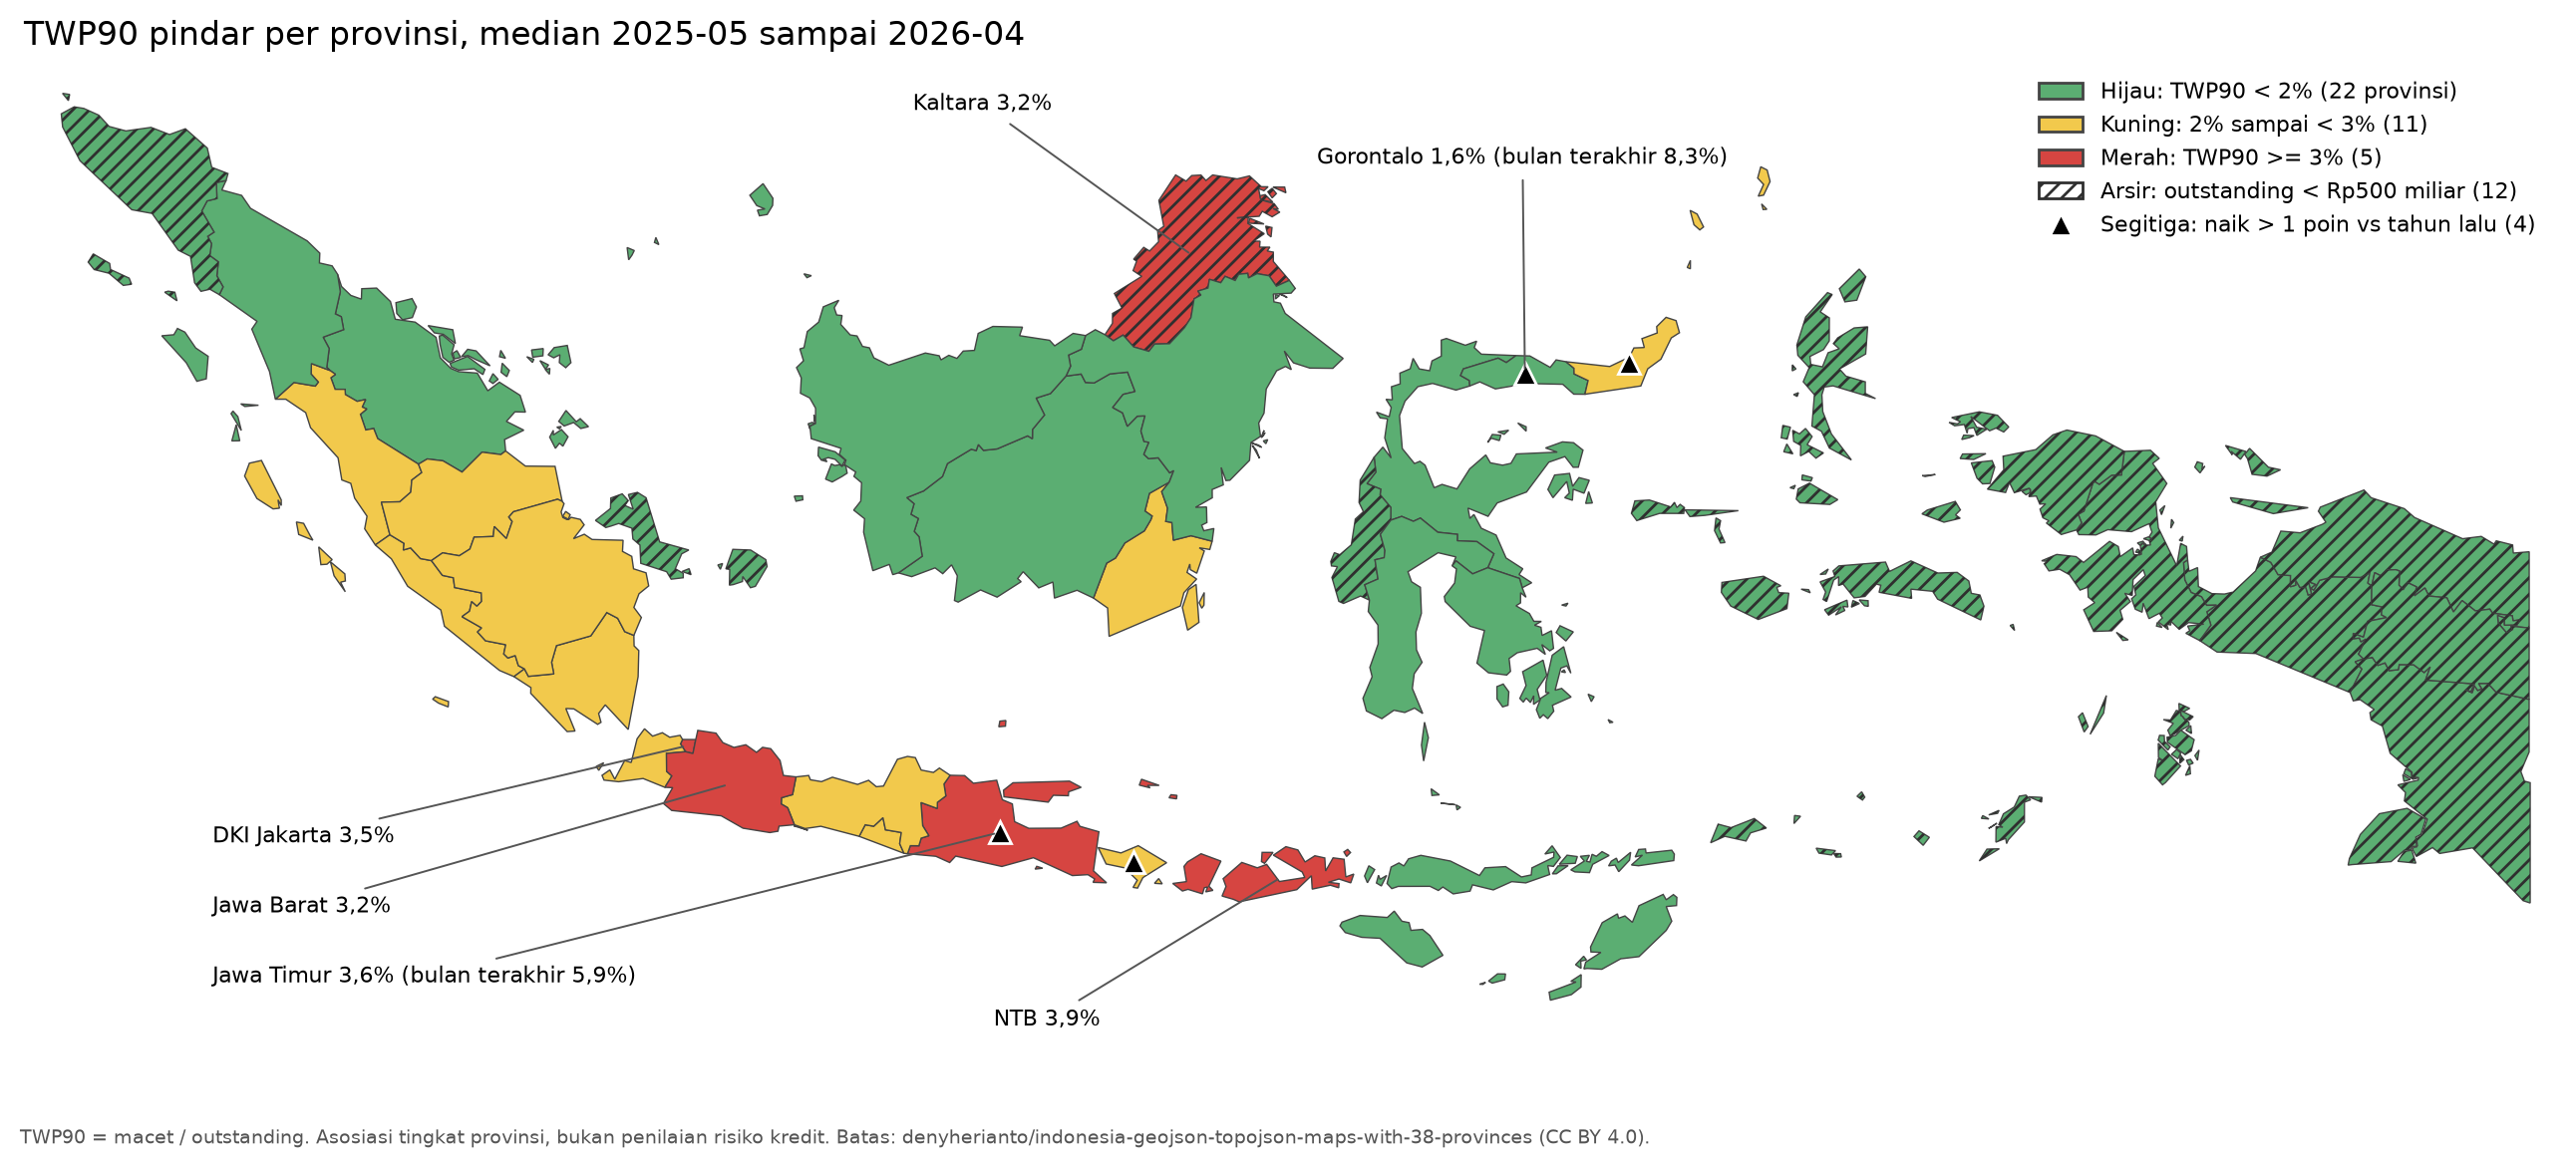 TWP90 pindar per provinsi, median 2025-05 sampai 2026-04
Kaltara 3,2%
Gorontalo 1,6% (bulan terakhir 8,3%)
Hijau: TWP90 < 2% (22 provinsi)
Kuning: 2% sampai < 3% (11)
Merah: TWP90 >= 3% (5)
Arsir: outstanding < Rp500 miliar (12)
Segitiga: naik > 1 poin vs tahun lalu (4)
DKI Jakarta 3,5%
Jawa Barat 3,2%
Jawa Timur 3,6% (bulan terakhir 5,9%)
NTB 3,9%
TWP90 = macet / outstanding. Asosiasi tingkat provinsi, bukan penilaian risiko kredit. Batas: denyherianto/indonesia-geojson-topojson-maps-with-38-provinces (CC BY 4.0).